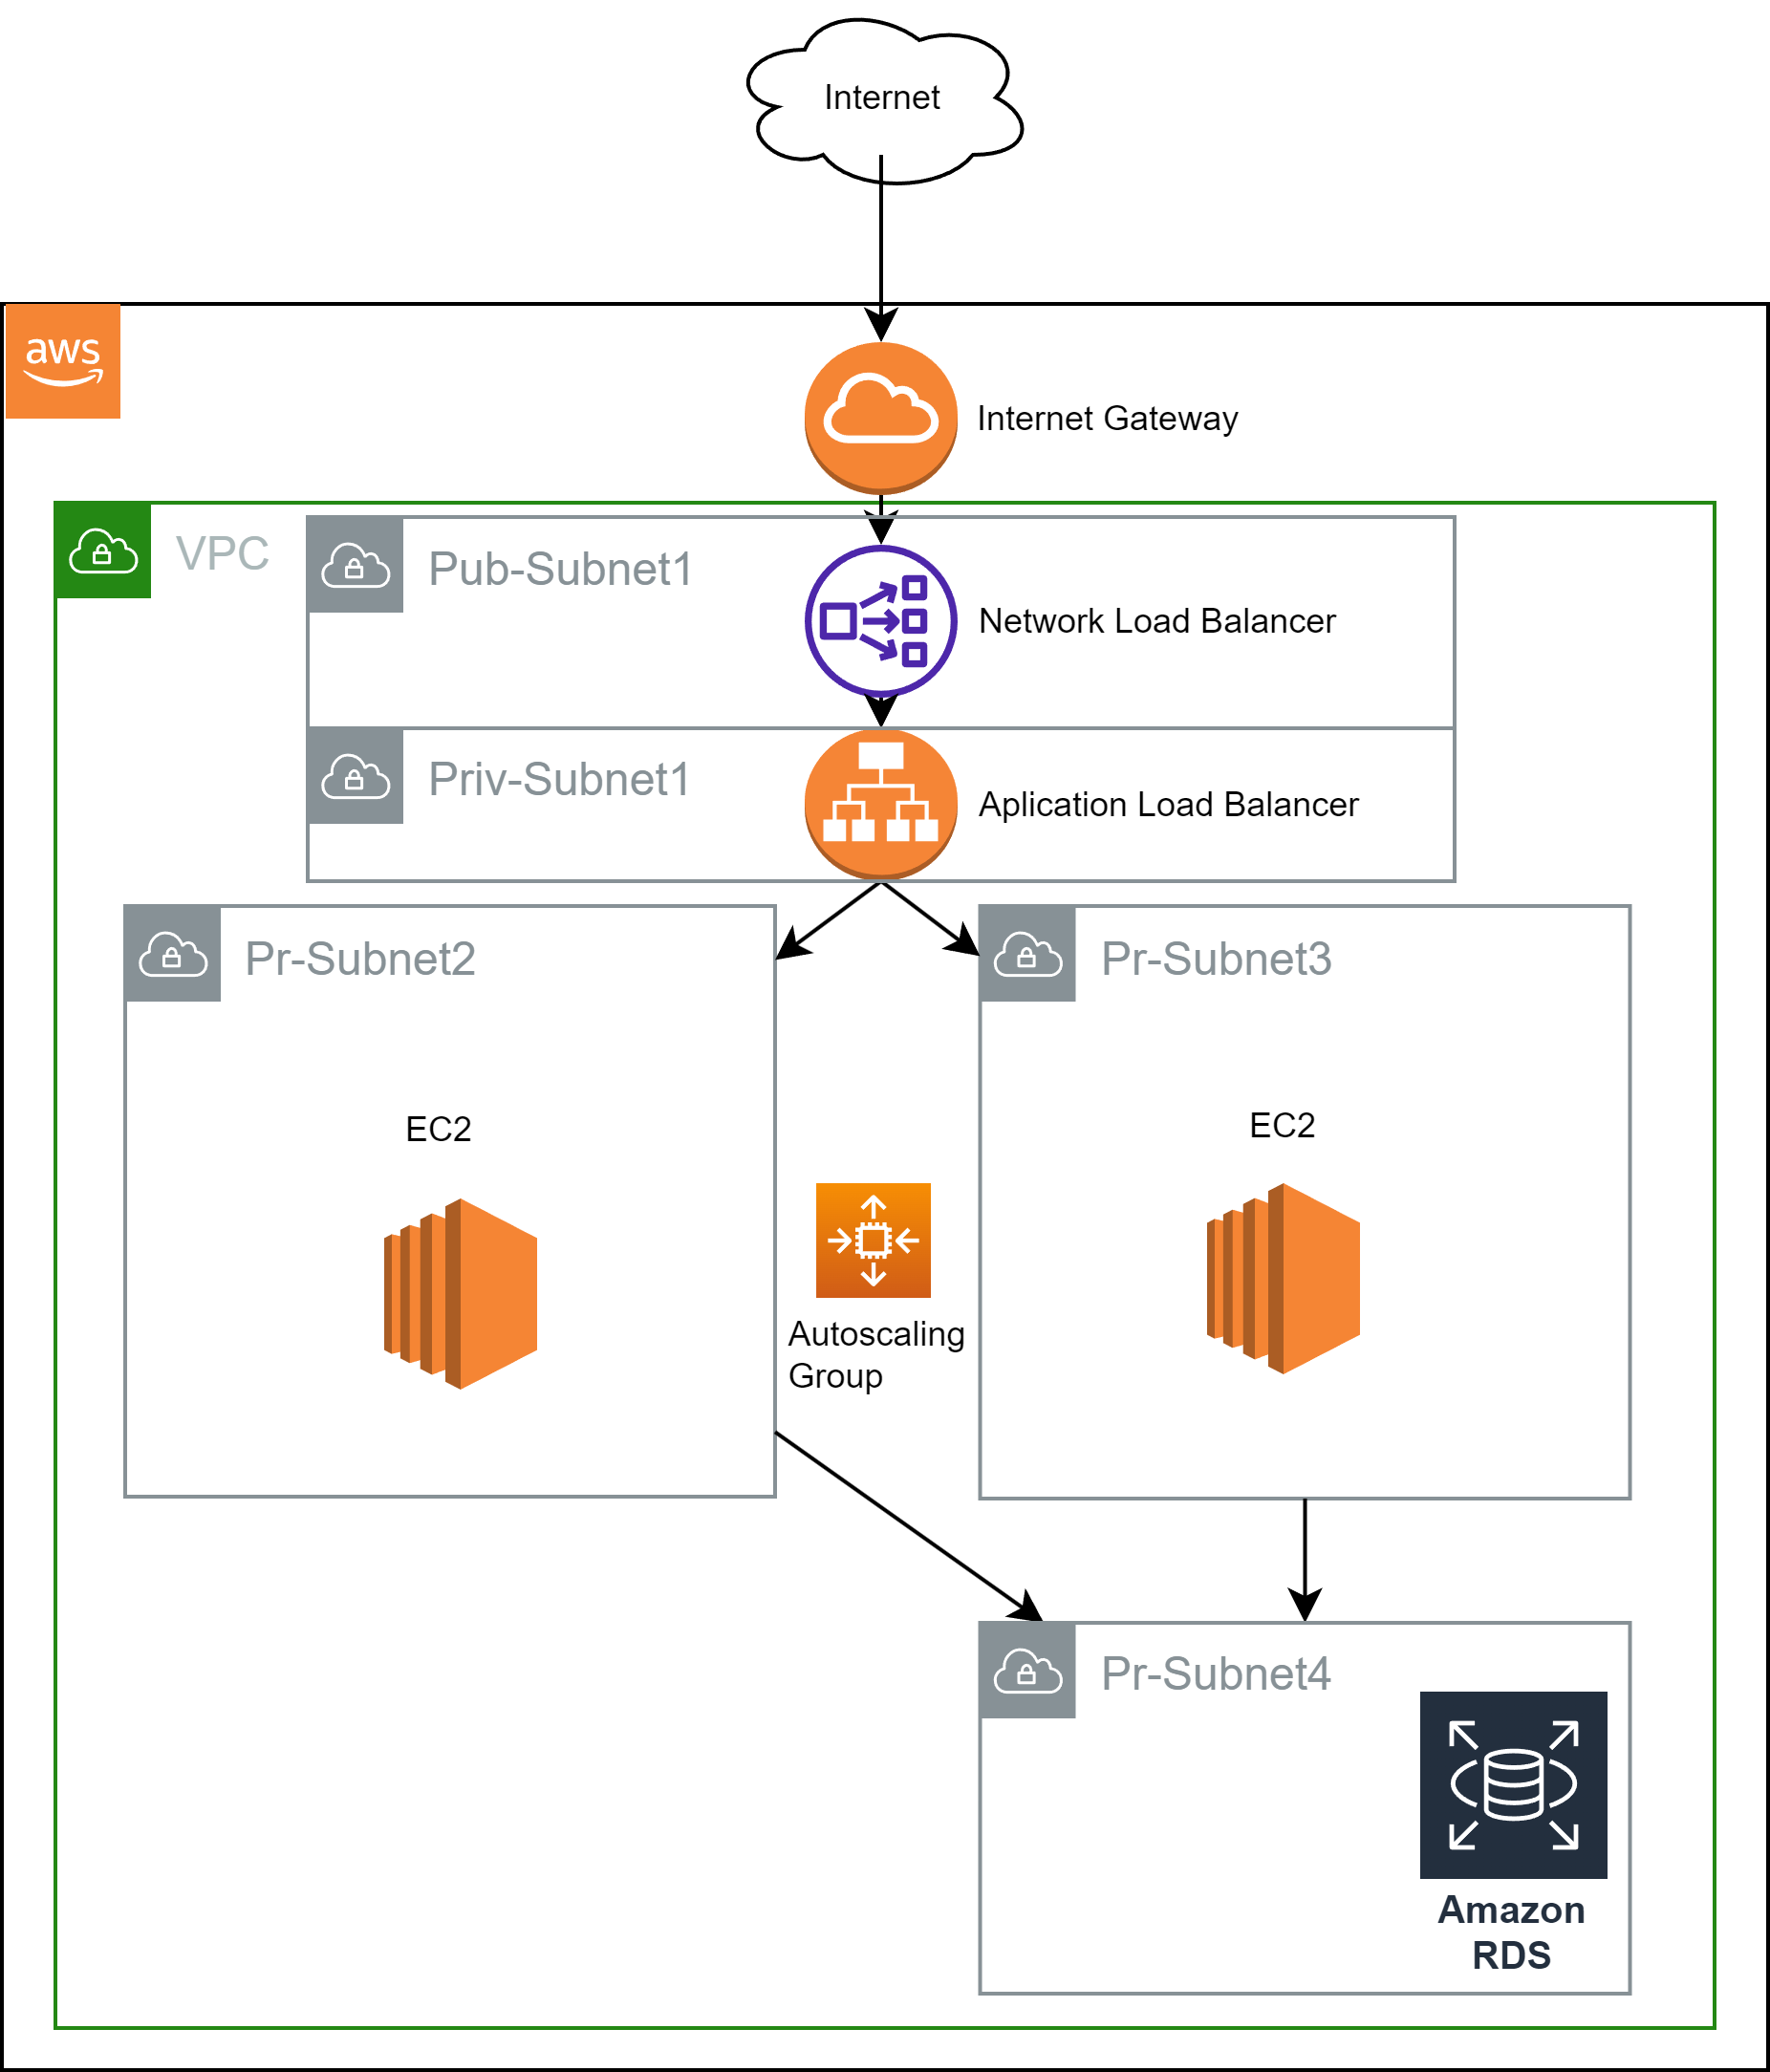 Internet
aws
Internet Gateway
VPC
Pub-Subnet1
Network Load Balancer
Priv-Subnet1
Aplication Load Balancer
Pr-Subnet2
Pr-Subnet3
EC2
EC2
Autoscaling
Group
Pr-Subnet4
Amazon
RDS